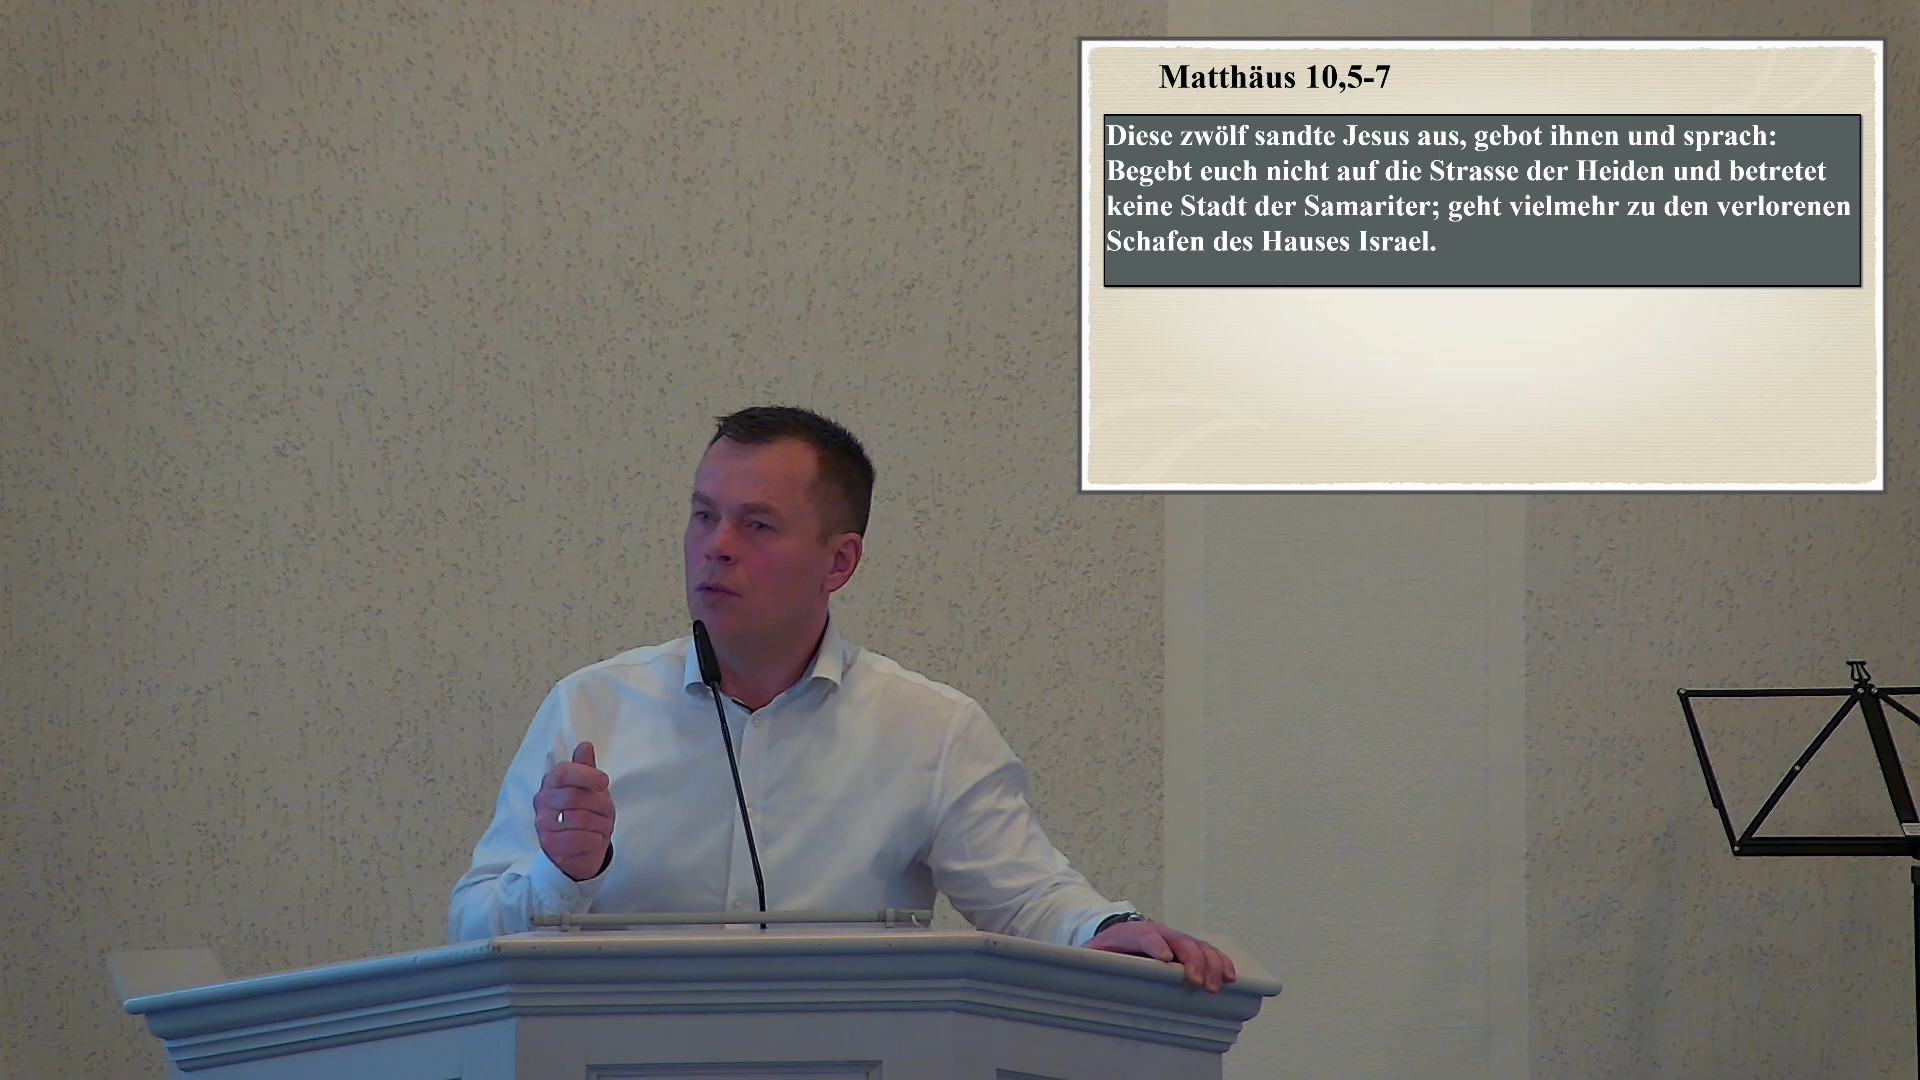 Matthäus 10,5-7
Diese zwölf sandte Jesus aus, gebot ihnen und sprach:
Begebt euch nicht auf die Strasse der Heiden und betretet
keine Stadt der Samariter; geht vielmehr zu den verlorenen
Schafen des Hauses Israel.